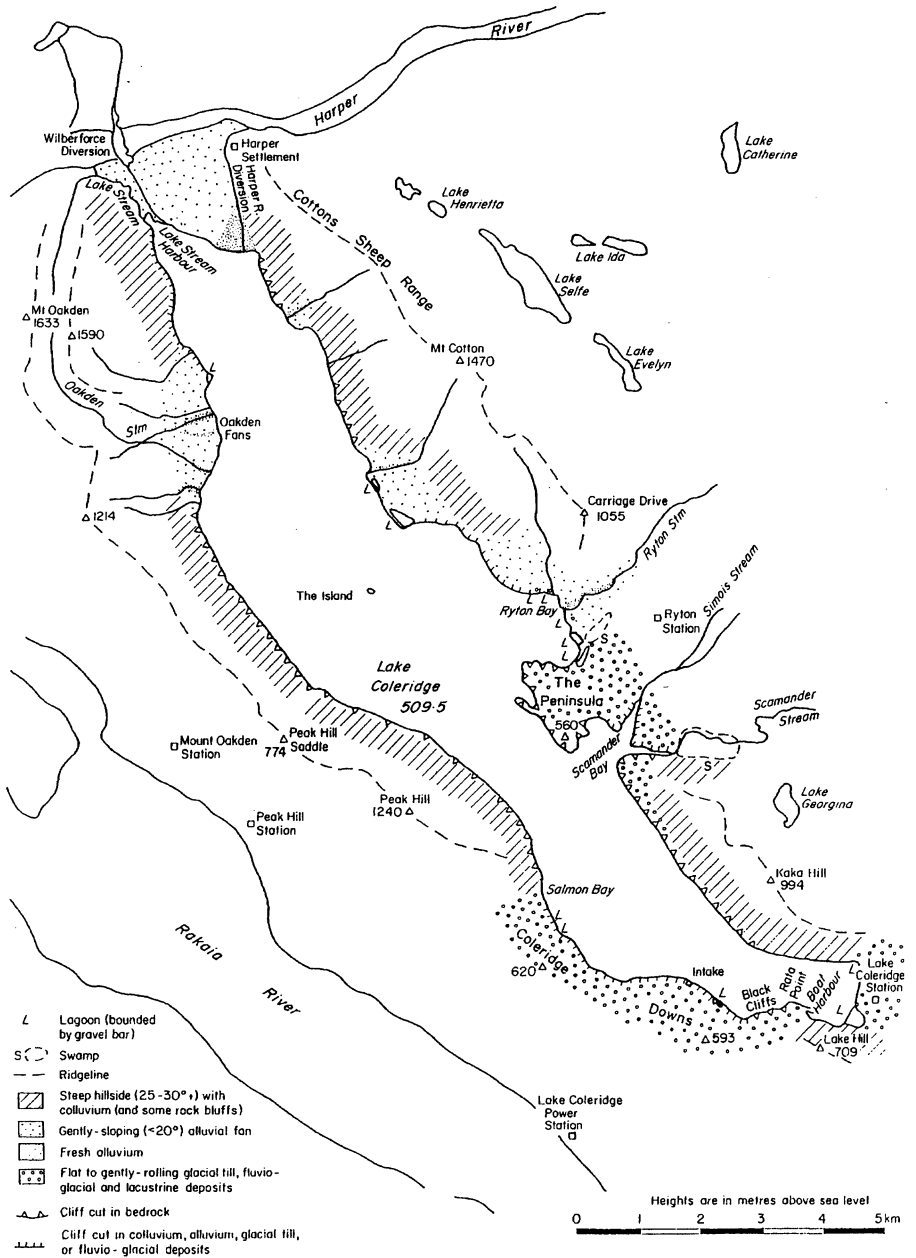 River
Harper
Wilberforce
Diversion
Harper
Settlement
Harper R.
Diversion
Lake
Catherine
Lake Stream
Lake Stream
Harbour
Cottons Sheep Range
Lake
Henrietta
Lake Ida
Lake
Selfe
Lake
Evelyn
Mt Oakden
1633
1590
Mt Cotton
1470
Oakden
Stm
Oakden
Fans
L
1214
L
L
Carriage Drive
1055
Ryton Stm
Simois Stream
The Island
Ryton Bay
L L
L
L
L
S
Ryton
Station
The
Peninsula
560
Lake
Coleridge
509·5
Scamander
Stream
S
Scamander
Bay
Mount Oakden
Station
774
Peak Hill
Saddle
Peak Hill
1240
Peak Hill
Station
Lake
Georgina
Kaka Hill
994
Salmon Bay
L
L
Coleridge
620
Downs
593
Intake
L
Black
Cliffs
Rata
Point
Boat
Harbour
L
L
Lake
Coleridge
Station
Lake Hill
709
Rakaia
River
Lake Coleridge
Power
Station
L Lagoon (bounded
by gravel bar)
S Swamp
Ridgeline
Steep hillside (25-30°+) with
colluvium (and some rock bluffs)
Gently-sloping (<20°) alluvial fan
Fresh alluvium
Flat to gently-rolling glacial till, fluvio-
glacial and lacustrine deposits
Cliff cut in bedrock
Cliff cut in colluvium, alluvium, glacial till,
or fluvio-glacial deposits
Heights are in metres above sea level
0 1 2 3 4 5km